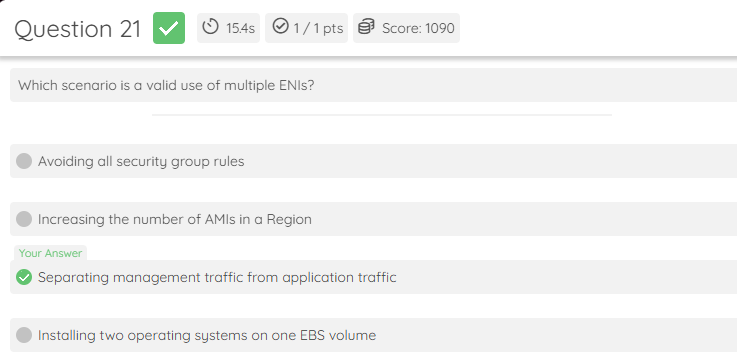 Question 21 15.4s 1 / 1 pts Score: 1090
Which scenario is a valid use of multiple ENIs?
Avoiding all security group rules
Increasing the number of AMIs in a Region
Your Answer
Separating management traffic from application traffic
Installing two operating systems on one EBS volume